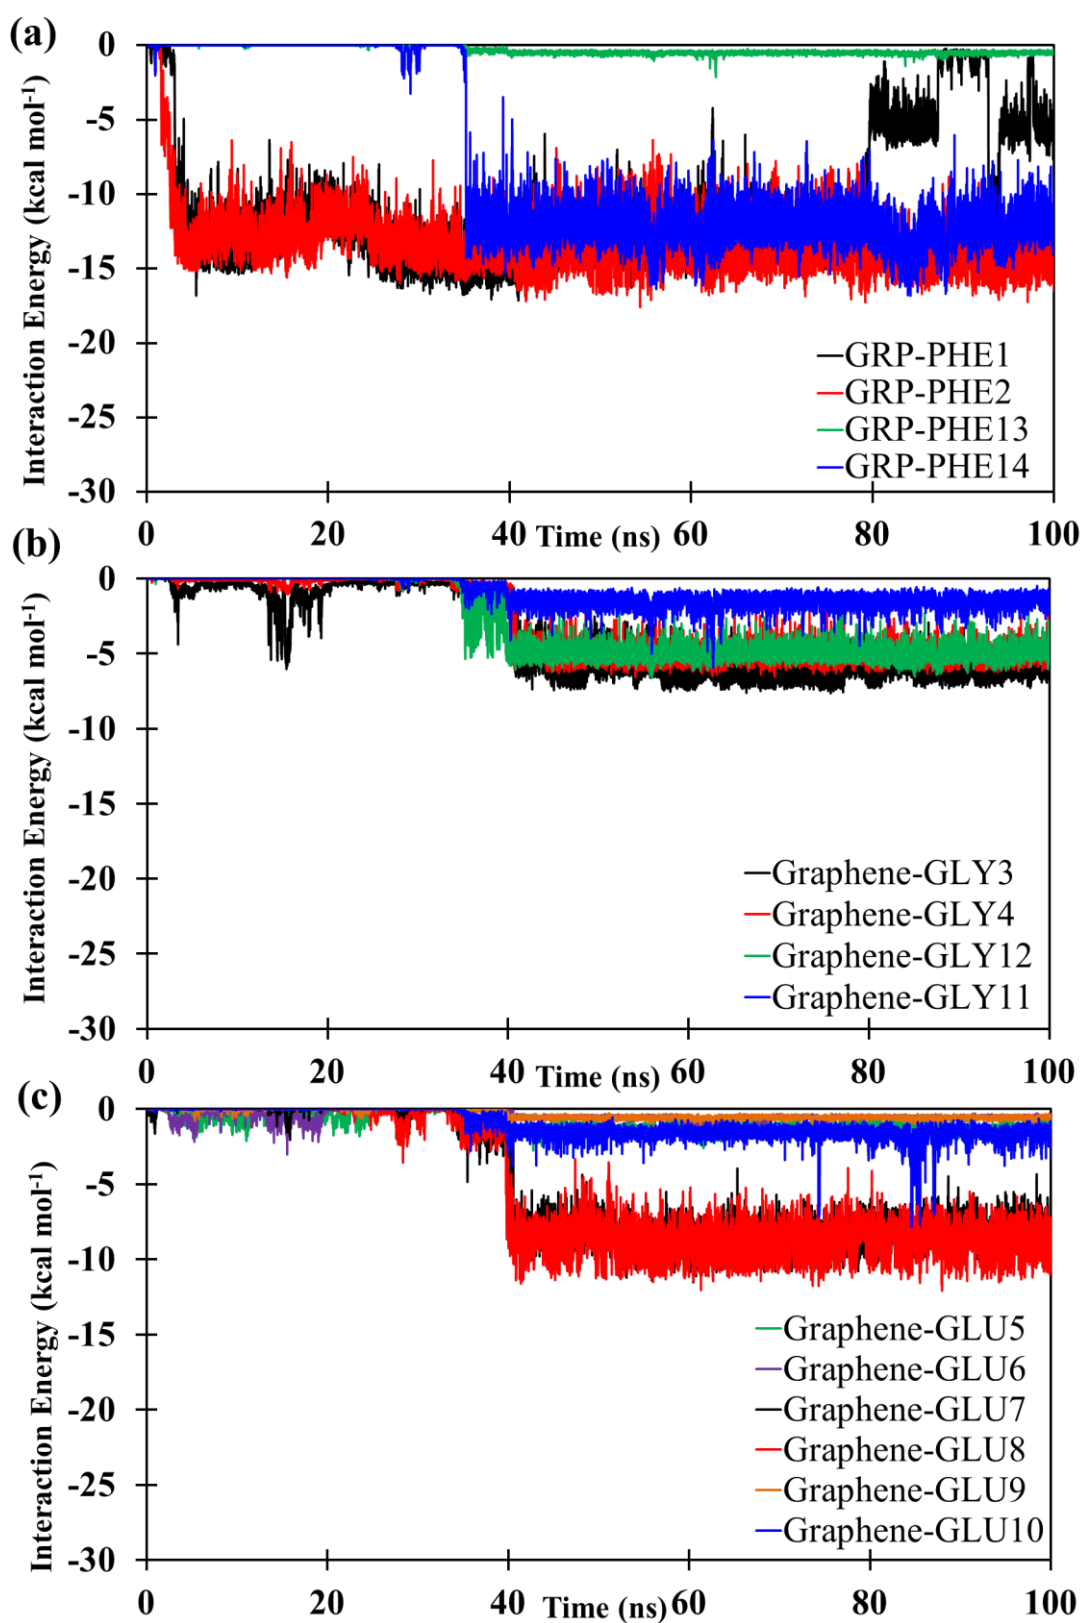 (a)
Interaction Energy (kcal mol-1)
0
-5
-10
-15
-20
-25
-30
GRP-PHE1
GRP-PHE2
GRP-PHE13
GRP-PHE14
0 20 40 Time (ns) 60 80 100
(b)
Interaction Energy (kcal mol-1)
0
-5
-10
-15
-20
-25
-30
Graphene-GLY3
Graphene-GLY4
Graphene-GLY12
Graphene-GLY11
0 20 40 Time (ns) 60 80 100
(c)
Interaction Energy (kcal mol-1)
0
-5
-10
-15
-20
-25
-30
Graphene-GLU5
Graphene-GLU6
Graphene-GLU7
Graphene-GLU8
Graphene-GLU9
Graphene-GLU10
0 20 40 Time (ns) 60 80 100